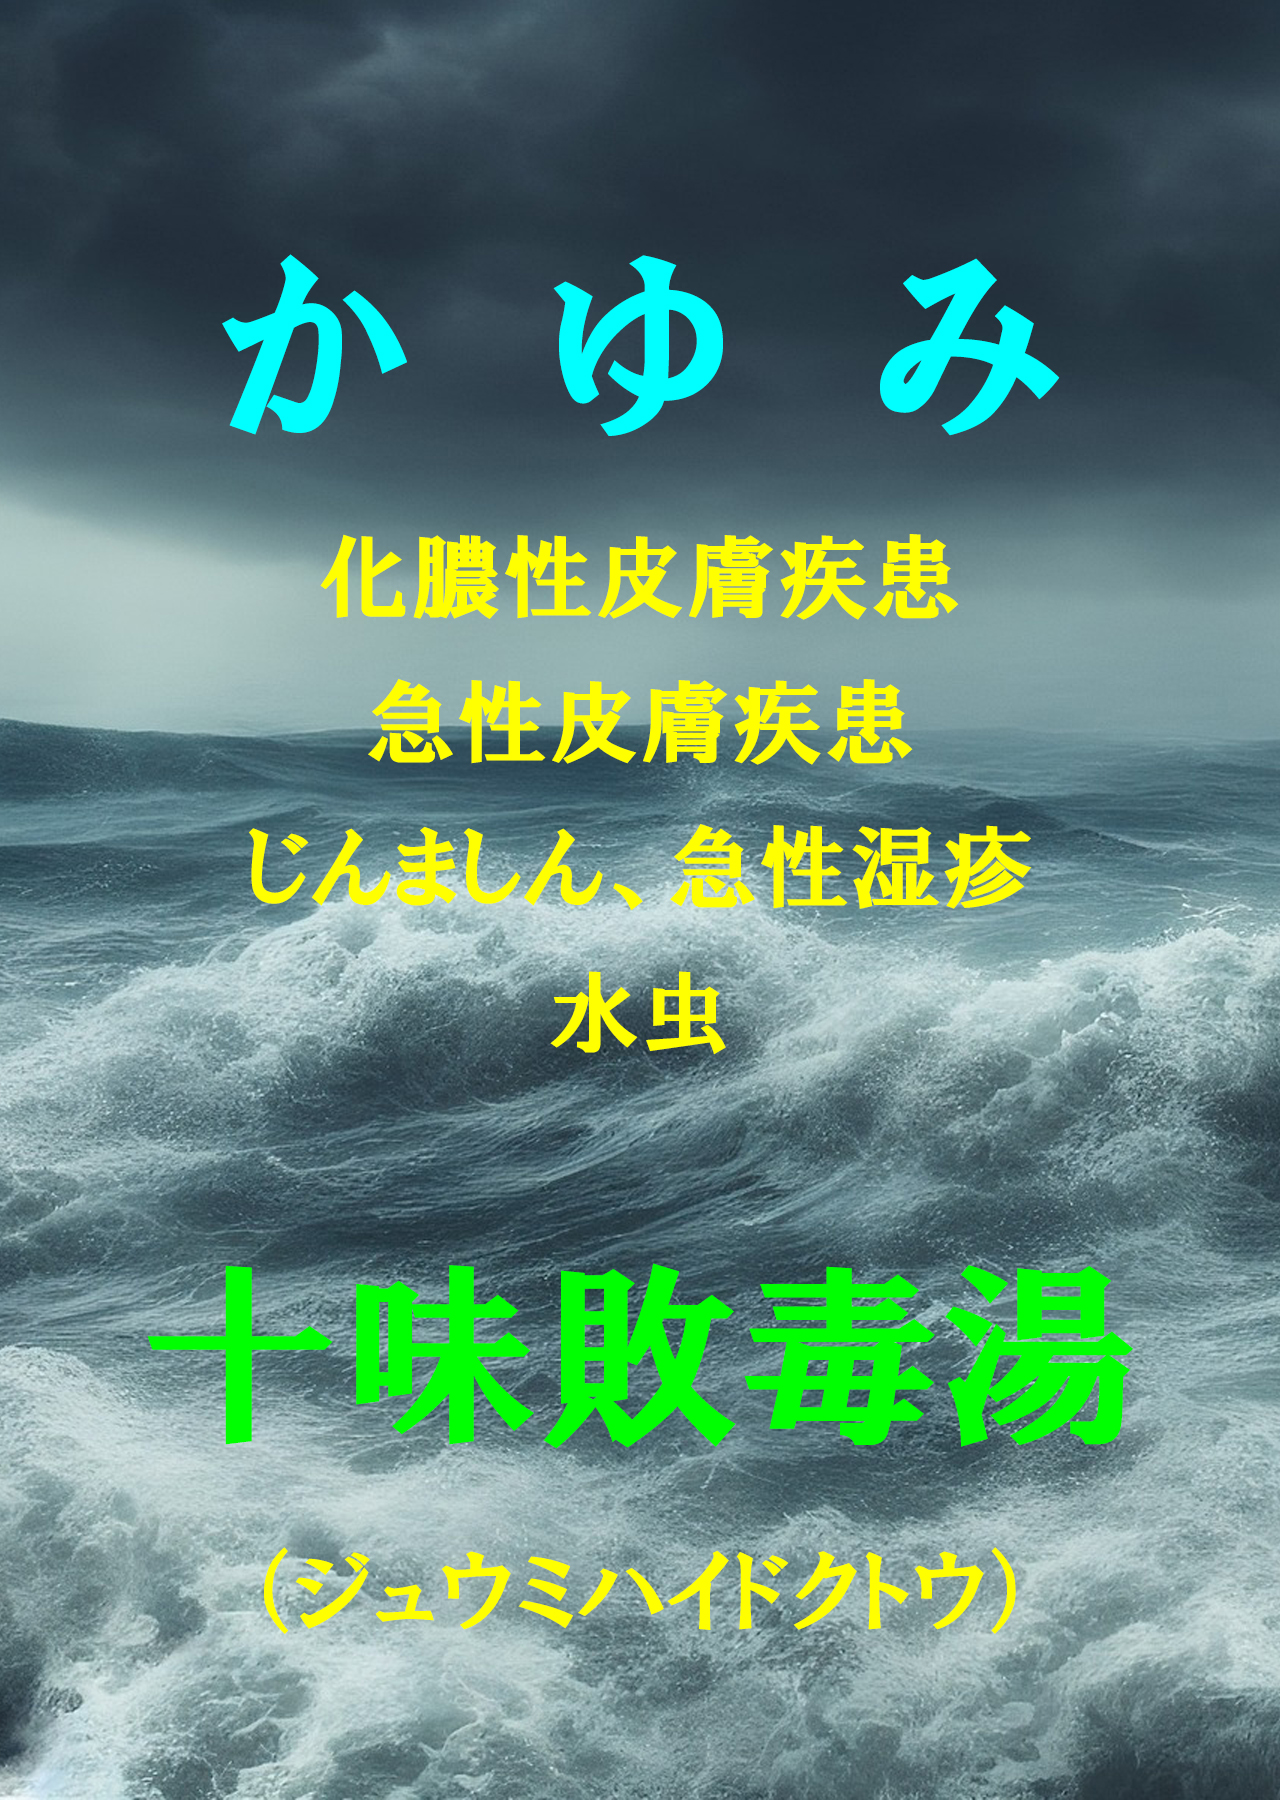 かゆみ
化膿性皮膚疾患
急性皮膚疾患
じんましん、急性湿疹
水虫
十味敗毒湯
（ジュウミハイドクトウ）